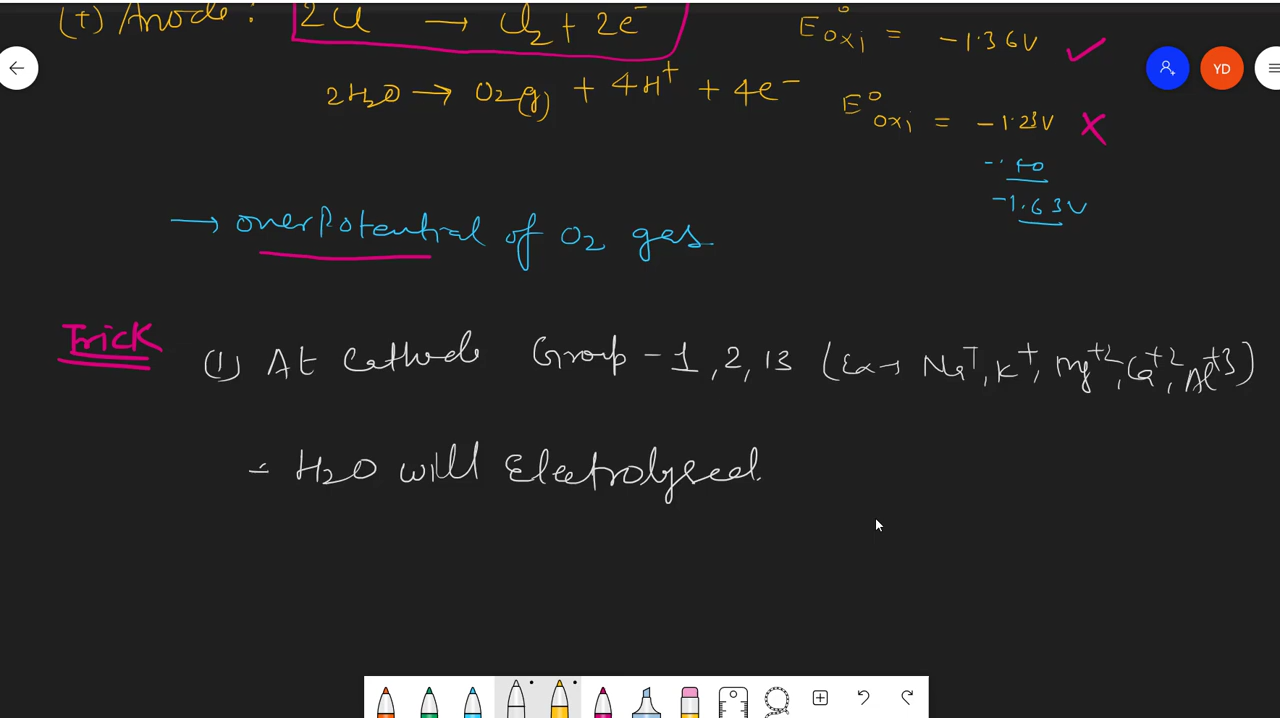 (+) Anode: 2Cl → Cl₂ + 2e⁻ E°oxi = -1.36V ✓
2H₂O → O₂(g) + 4H⁺ + 4e⁻ E°oxi = -1.23V ✗
-1.63V
→ overPotential of O₂ gas
Trick (1) At Cathode Group - 1, 2, 13 (Ex→ Na⁺, K⁺, Mg⁺², Ca⁺², Al⁺³)
= H₂O will Electrolysed.
YD